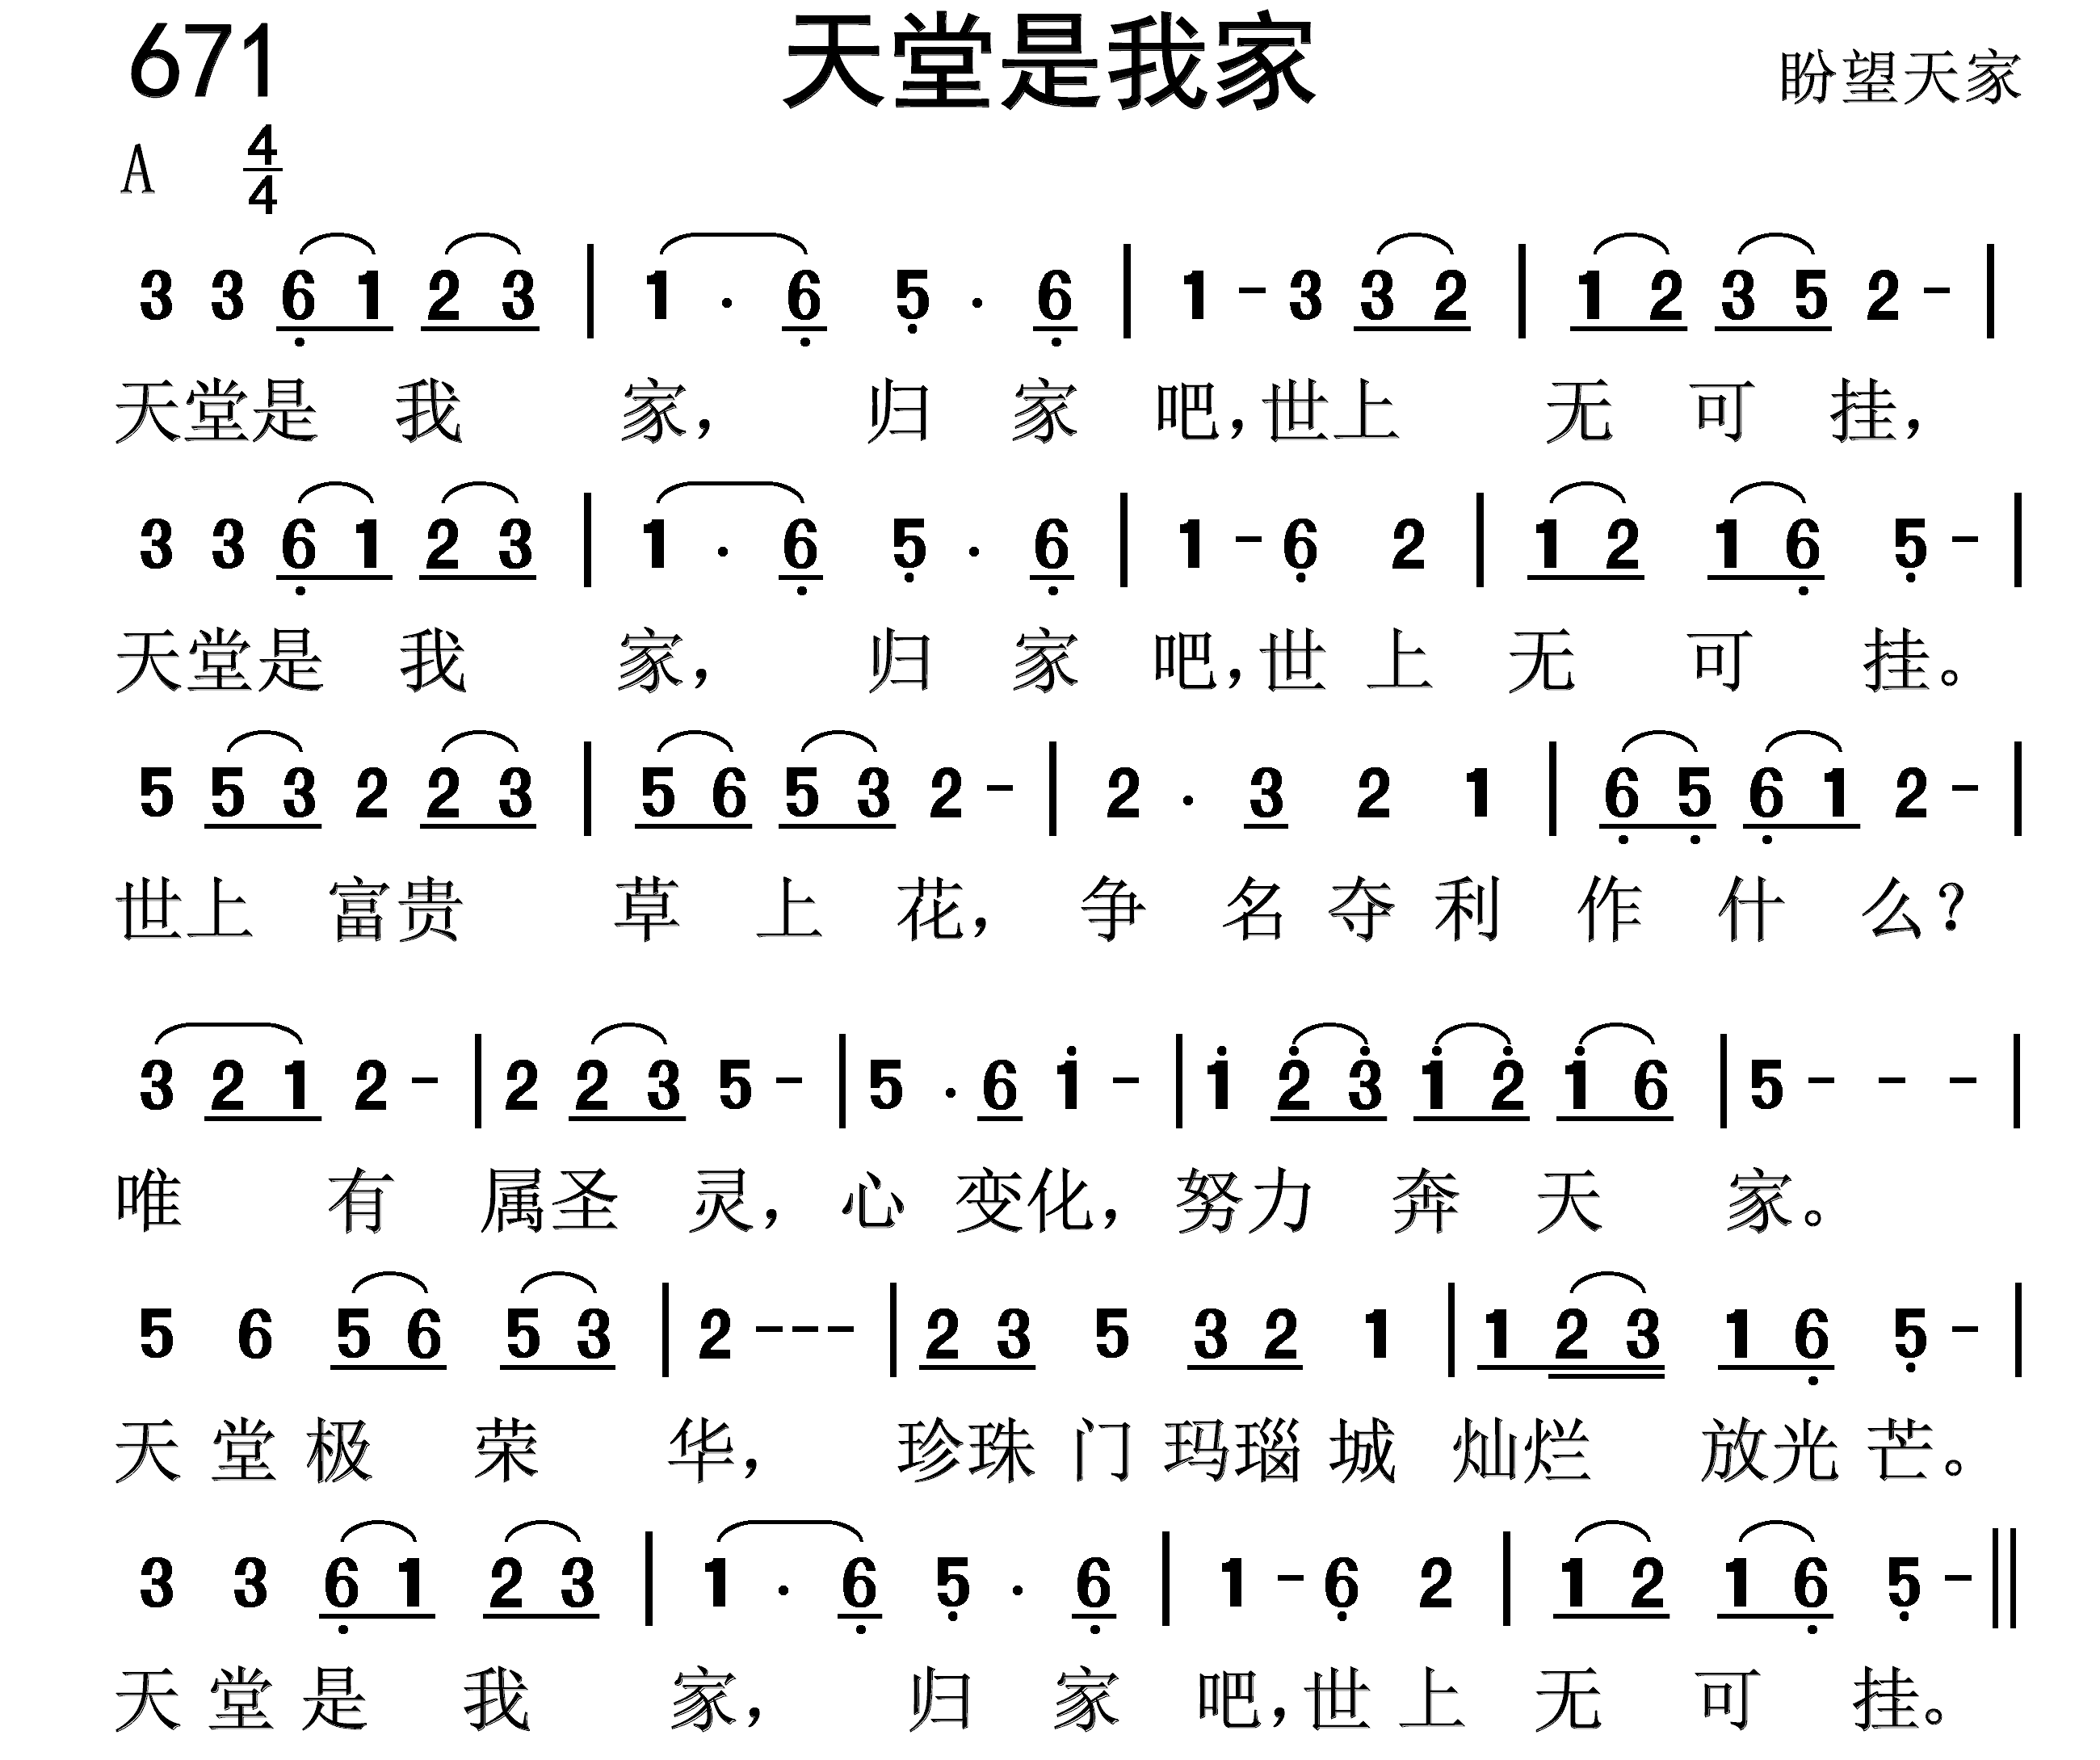 671 天堂是我家 盼望天家
A 4/4
3 3 6̣ 1 2 3 | 1 · 6̣ 5̣ · 6̣ | 1 - 3 3 2 | 1 2 3 5 2 - |
天堂是 我 家， 归 家 吧，世上 无 可 挂，
3 3 6̣ 1 2 3 | 1 · 6̣ 5̣ · 6̣ | 1 - 6̣ 2 | 1 2 1 6̣ 5̣ - |
天堂是 我 家， 归 家 吧，世 上 无 可 挂。
5 5 3 2 2 3 | 5 6 5 3 2 - | 2 · 3 2 1 | 6̣ 5̣ 6̣ 1 2 - |
世上 富贵 草 上 花， 争 名 夺 利 作 什 么？
3 2 1 2 - | 2 2 3 5 - | 5 · 6 1̇ - | 1̇ 2̇ 3̇ 1̇ 2̇ 1̇ 6 | 5 - - - |
唯 有 属圣 灵，心 变化，努力 奔 天 家。
5 6 5 6 5 3 | 2 - - - | 2 3 5 3 2 1 | 1 2 3 1 6̣ 5̣ - |
天 堂 极 荣 华， 珍珠 门 玛瑙 城 灿烂 放光 芒。
3 3 6̣ 1 2 3 | 1 · 6̣ 5̣ · 6̣ | 1 - 6̣ 2 | 1 2 1 6̣ 5̣ - ‖
天 堂 是 我 家， 归 家 吧，世 上 无 可 挂。